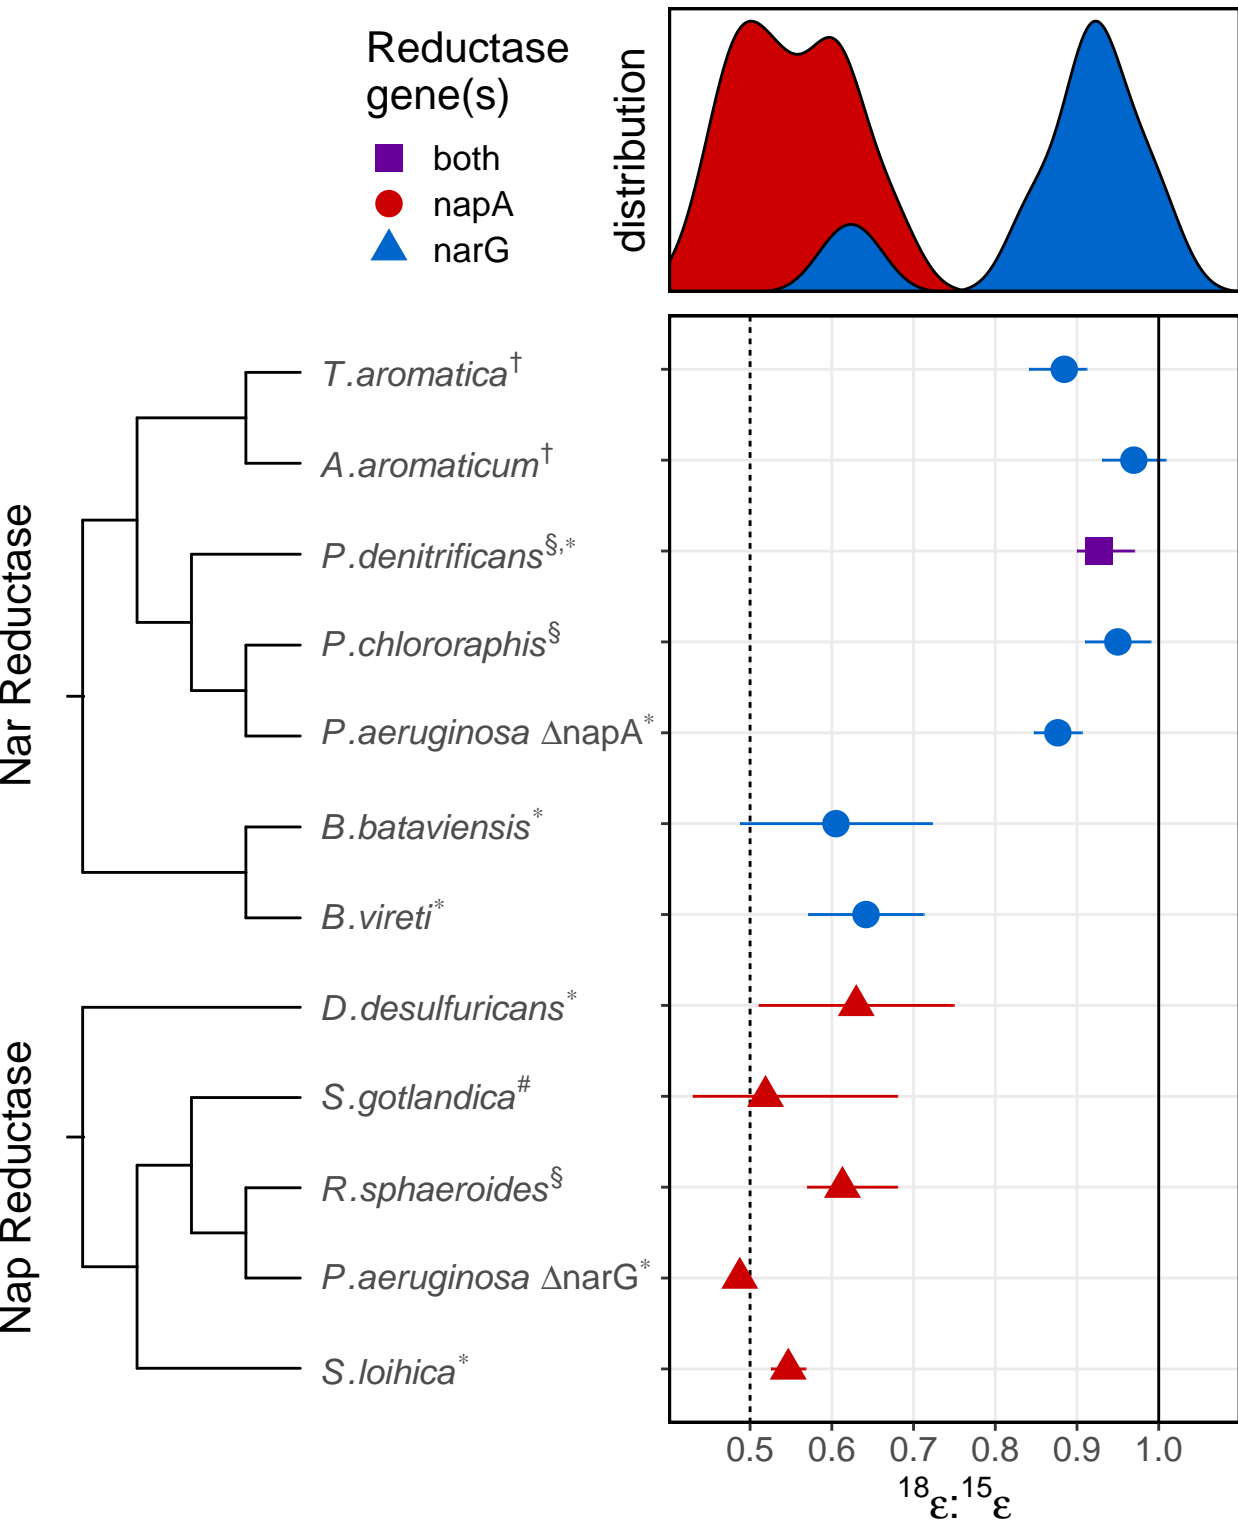 Reductase
gene(s)
both
napA
narG
distribution
Nar Reductase
T.aromatica†
A.aromaticum†
P.denitrificans§,*
P.chlororaphis§
P.aeruginosa ΔnapA*
B.bataviensis*
B.vireti*
Nap Reductase
D.desulfuricans*
S.gotlandica#
R.sphaeroides§
P.aeruginosa ΔnarG*
S.loihica*
0.5 0.6 0.7 0.8 0.9 1.0
¹⁸ε:¹⁵ε